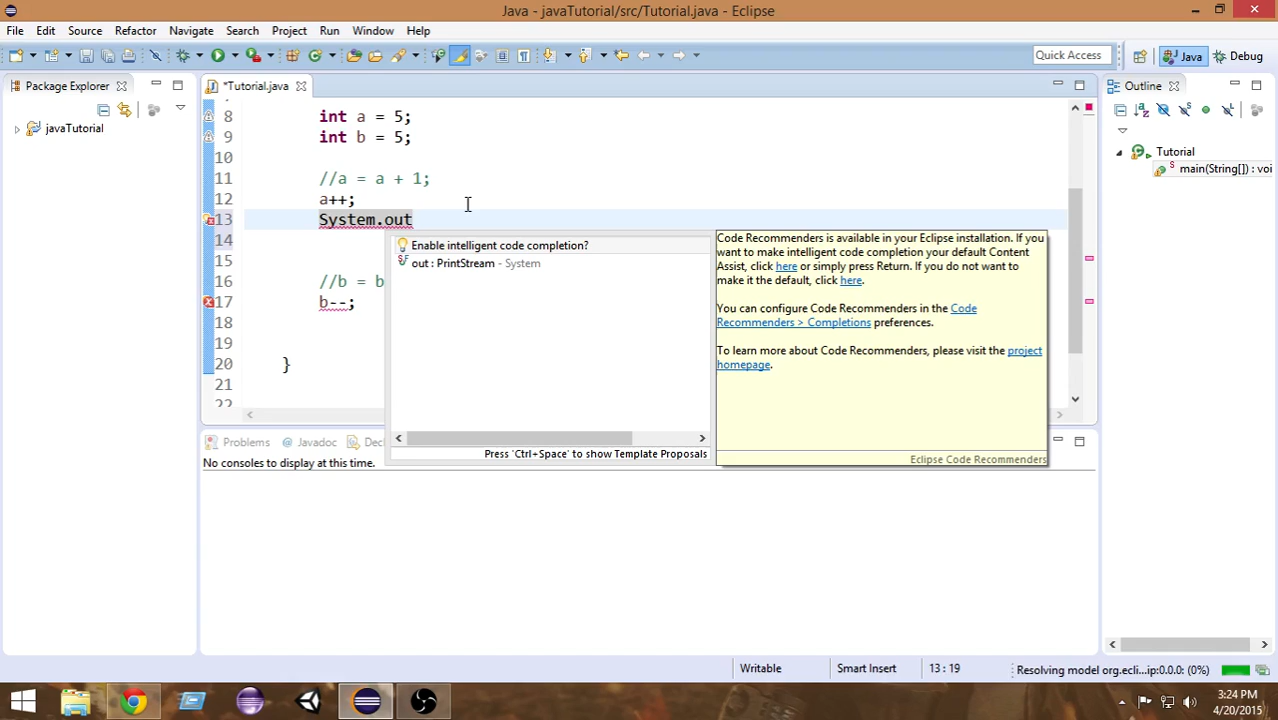 Java - javaTutorial/src/Tutorial.java - Eclipse
File Edit Source Refactor Navigate Search Project Run Window Help
Quick Access
Java
Debug
Package Explorer
*Tutorial.java
Outline
javaTutorial
Tutorial
main(String[]) : voi
8 int a = 5;
9 int b = 5;
10
11 //a = a + 1;
12 a++;
13 System.out
14
15
16 //b = b
17 b--;
18
19
20 }
21
22
Enable intelligent code completion?
out : PrintStream - System
Press 'Ctrl+Space' to show Template Proposals
Code Recommenders is available in your Eclipse installation. If you
want to make intelligent code completion your default Content
Assist, click here or simply press Return. If you do not want to
make it the default, click here.
You can configure Code Recommenders in the Code
Recommenders > Completions preferences.
To learn more about Code Recommenders, please visit the project
homepage.
Eclipse Code Recommenders
Problems Javadoc Decl
No consoles to display at this time.
Writable
Smart Insert
13 : 19
Resolving model org.ecli...ip:0.0.0: (0%)
3:24 PM
4/20/2015